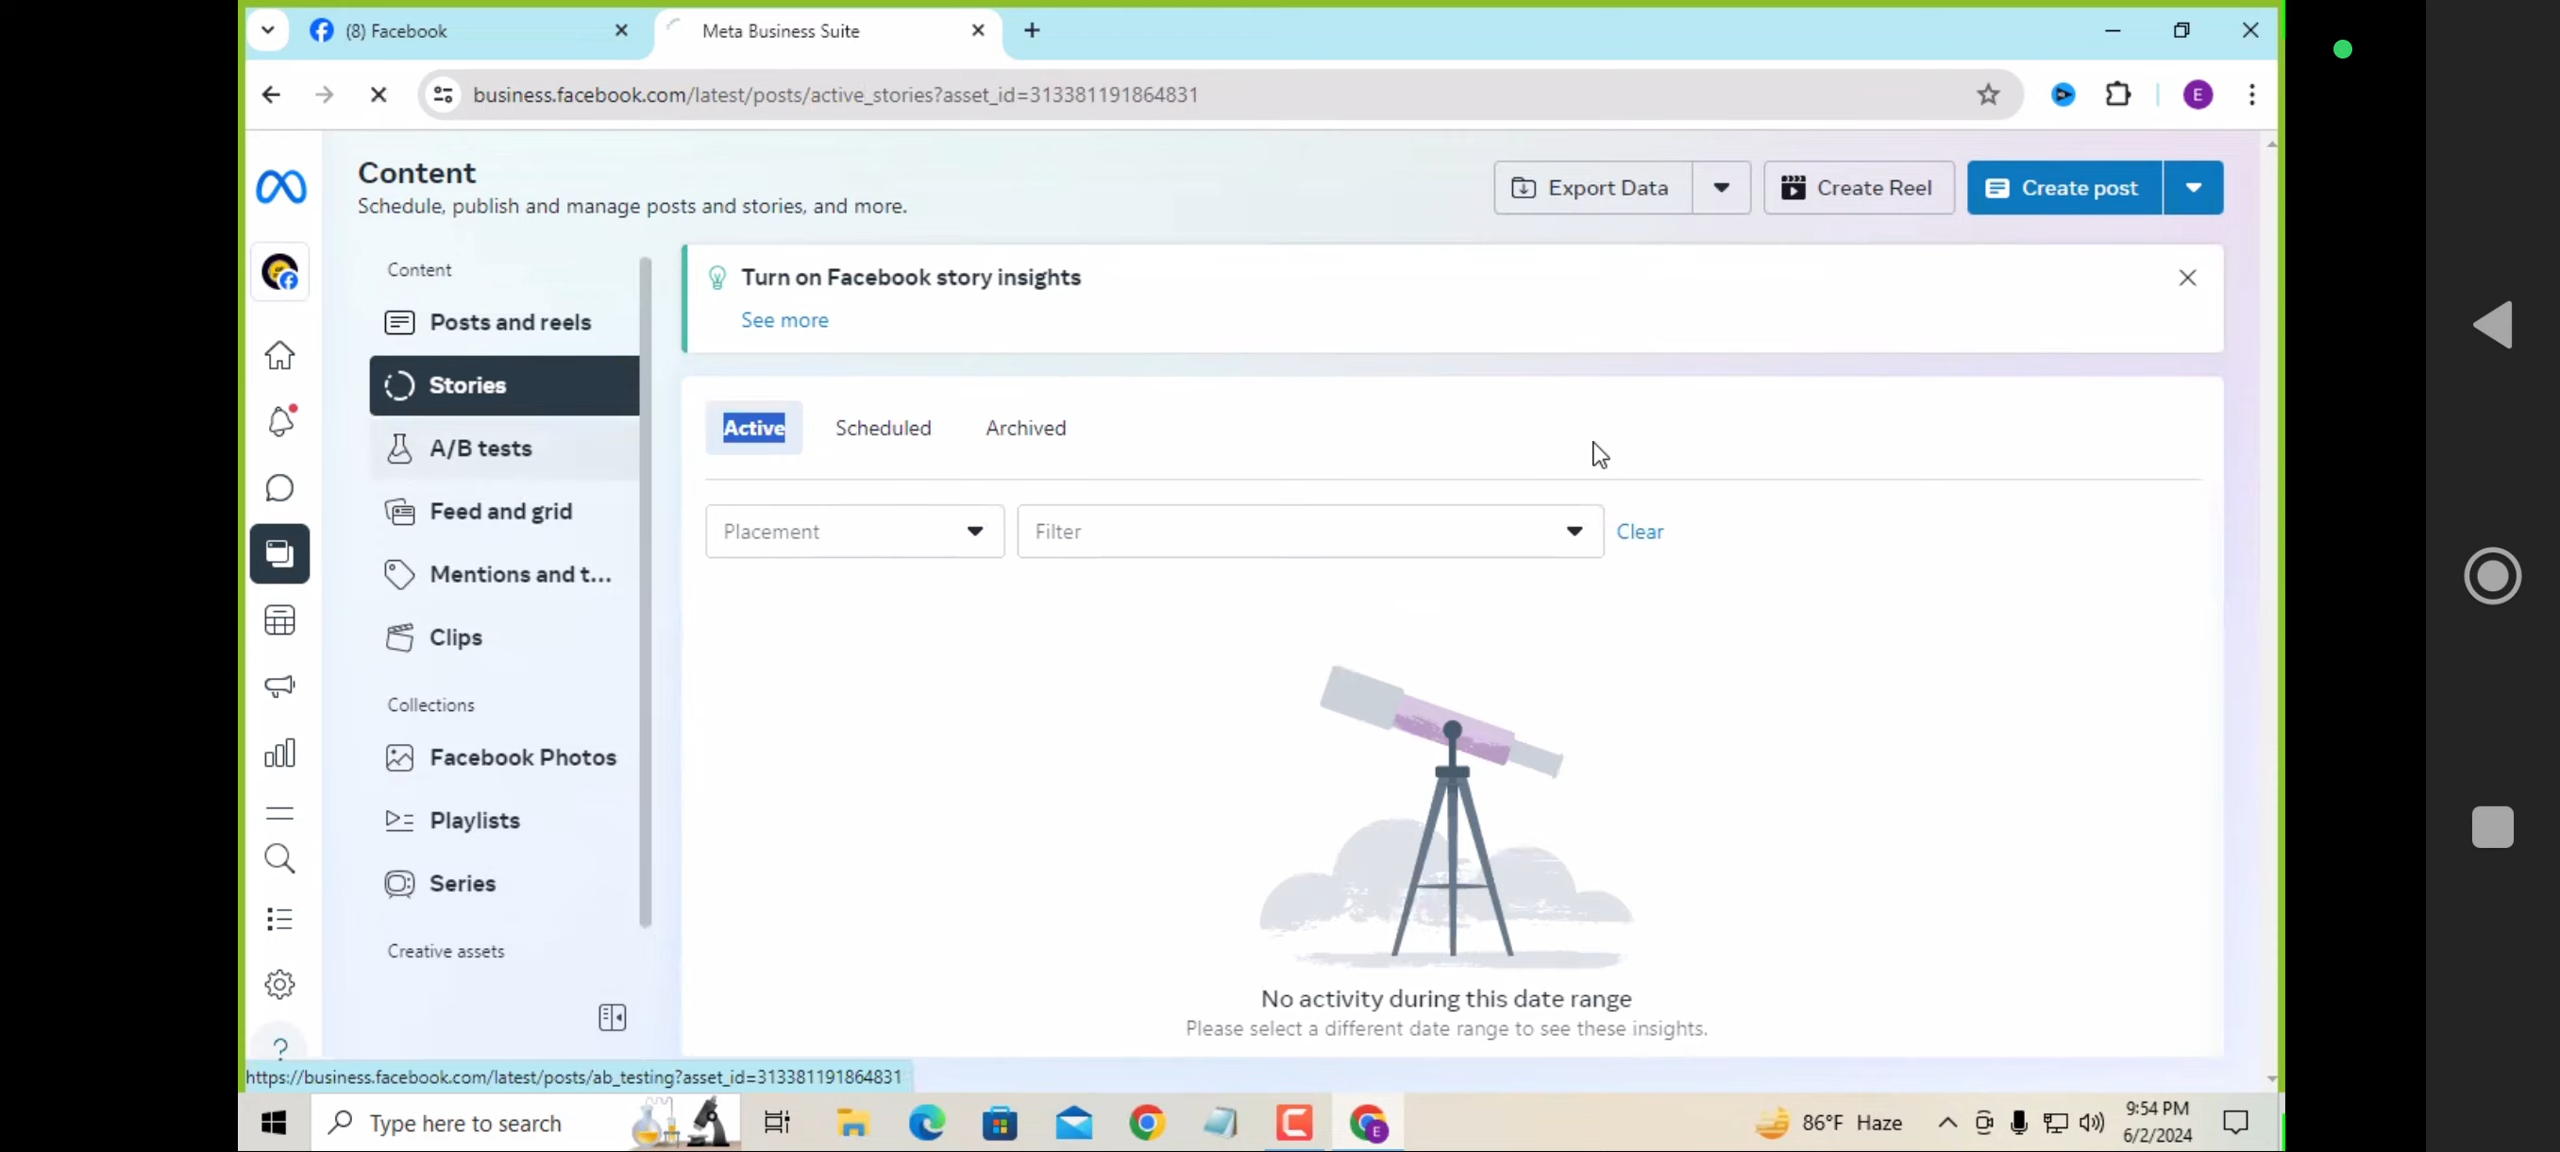 (8) Facebook
Meta Business Suite
business.facebook.com/latest/posts/active_stories?asset_id=313381191864831
E
Content
Schedule, publish and manage posts and stories, and more.
Export Data
Create Reel
Create post
Content
Posts and reels
Stories
A/B tests
Feed and grid
Mentions and t...
Clips
Collections
Facebook Photos
Playlists
Series
Creative assets
Turn on Facebook story insights
See more
Active
Scheduled
Archived
Placement
Filter
Clear
No activity during this date range
Please select a different date range to see these insights.
https://business.facebook.com/latest/posts/ab_testing?asset_id=313381191864831
Type here to search
E
86°F Haze
9:54 PM
6/2/2024